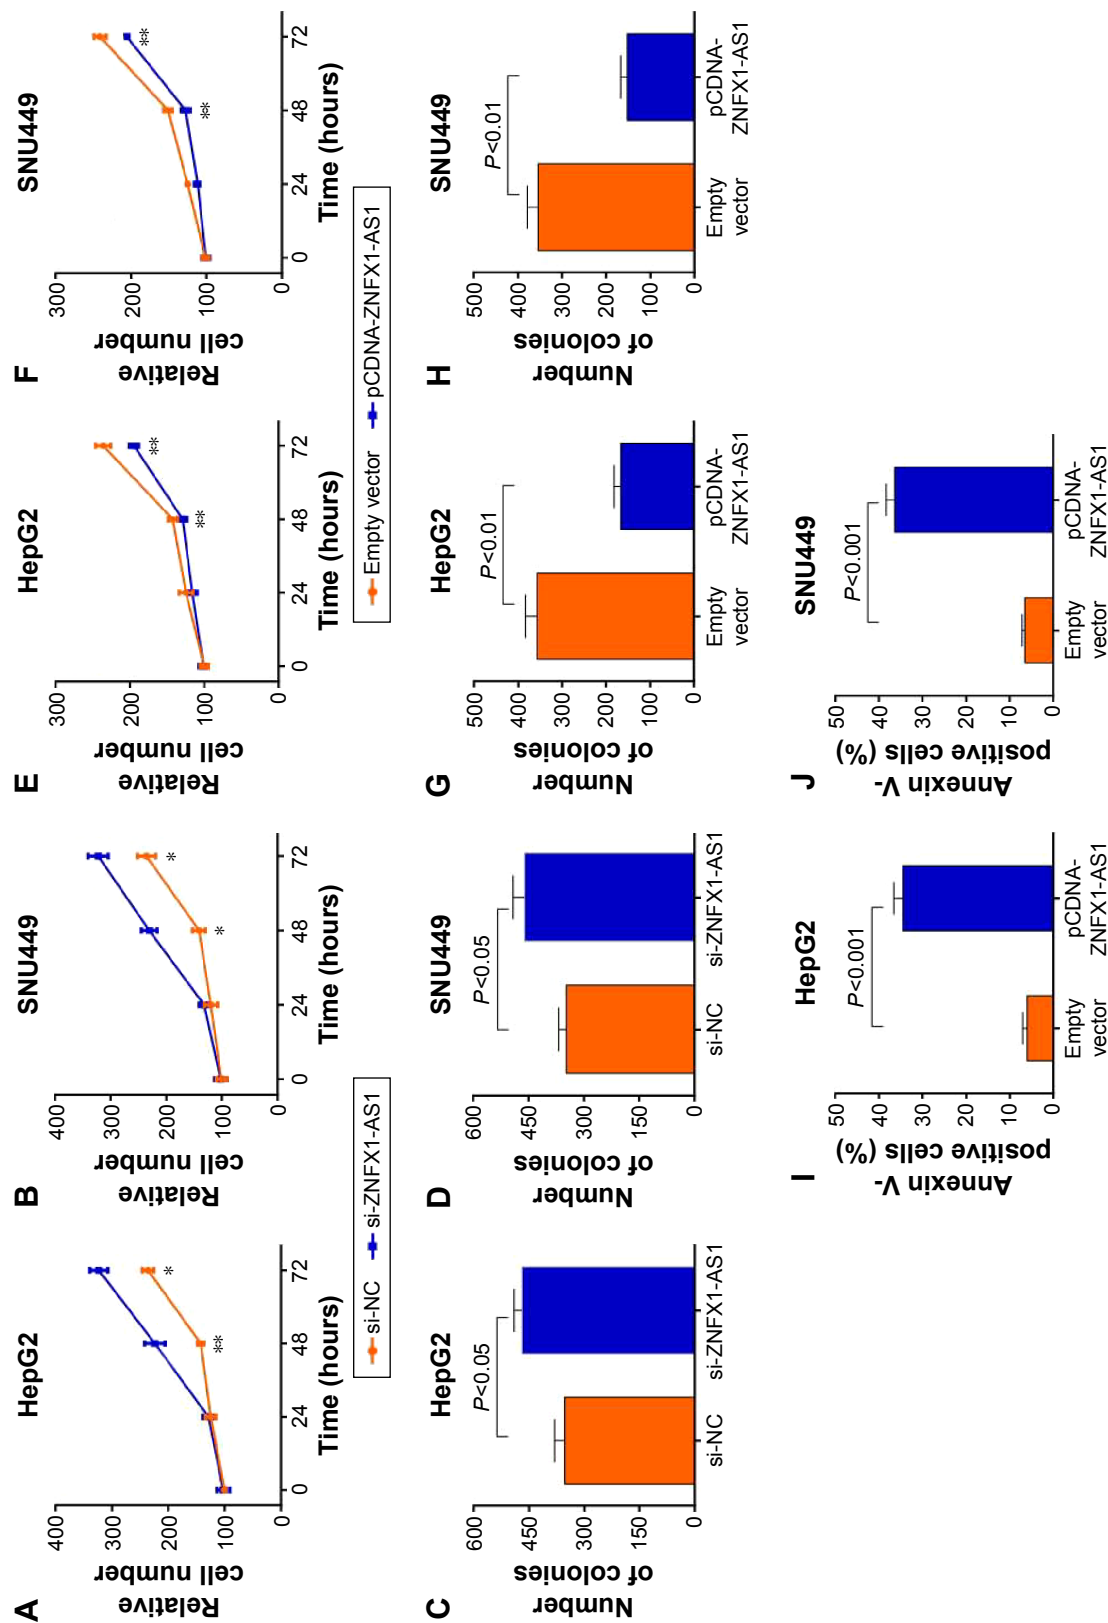 A
HepG2
Relative
cell number
400
300
200
100
0
0
24
48
72
**
*
Time (hours)
B
SNU449
Relative
cell number
400
300
200
100
0
0
24
48
72
*
*
Time (hours)
si-NC
si-ZNFX1-AS1
E
HepG2
Relative
cell number
300
200
100
0
0
24
48
72
**
**
Time (hours)
F
SNU449
Relative
cell number
300
200
100
0
0
24
48
72
**
**
Time (hours)
Empty vector
pCDNA-ZNFX1-AS1
C
HepG2
Number
of colonies
600
450
300
150
0
P<0.05
si-NC
si-ZNFX1-AS1
D
SNU449
Number
of colonies
600
450
300
150
0
P<0.05
si-NC
si-ZNFX1-AS1
G
HepG2
Number
of colonies
500
400
300
200
100
0
P<0.01
Empty
vector
pCDNA-
ZNFX1-AS1
H
SNU449
Number
of colonies
500
400
300
200
100
0
P<0.01
Empty
vector
pCDNA-
ZNFX1-AS1
I
HepG2
Annexin V-
positive cells (%)
50
40
30
20
10
0
P<0.001
Empty
vector
pCDNA-
ZNFX1-AS1
J
SNU449
Annexin V-
positive cells (%)
50
40
30
20
10
0
P<0.001
Empty
vector
pCDNA-
ZNFX1-AS1